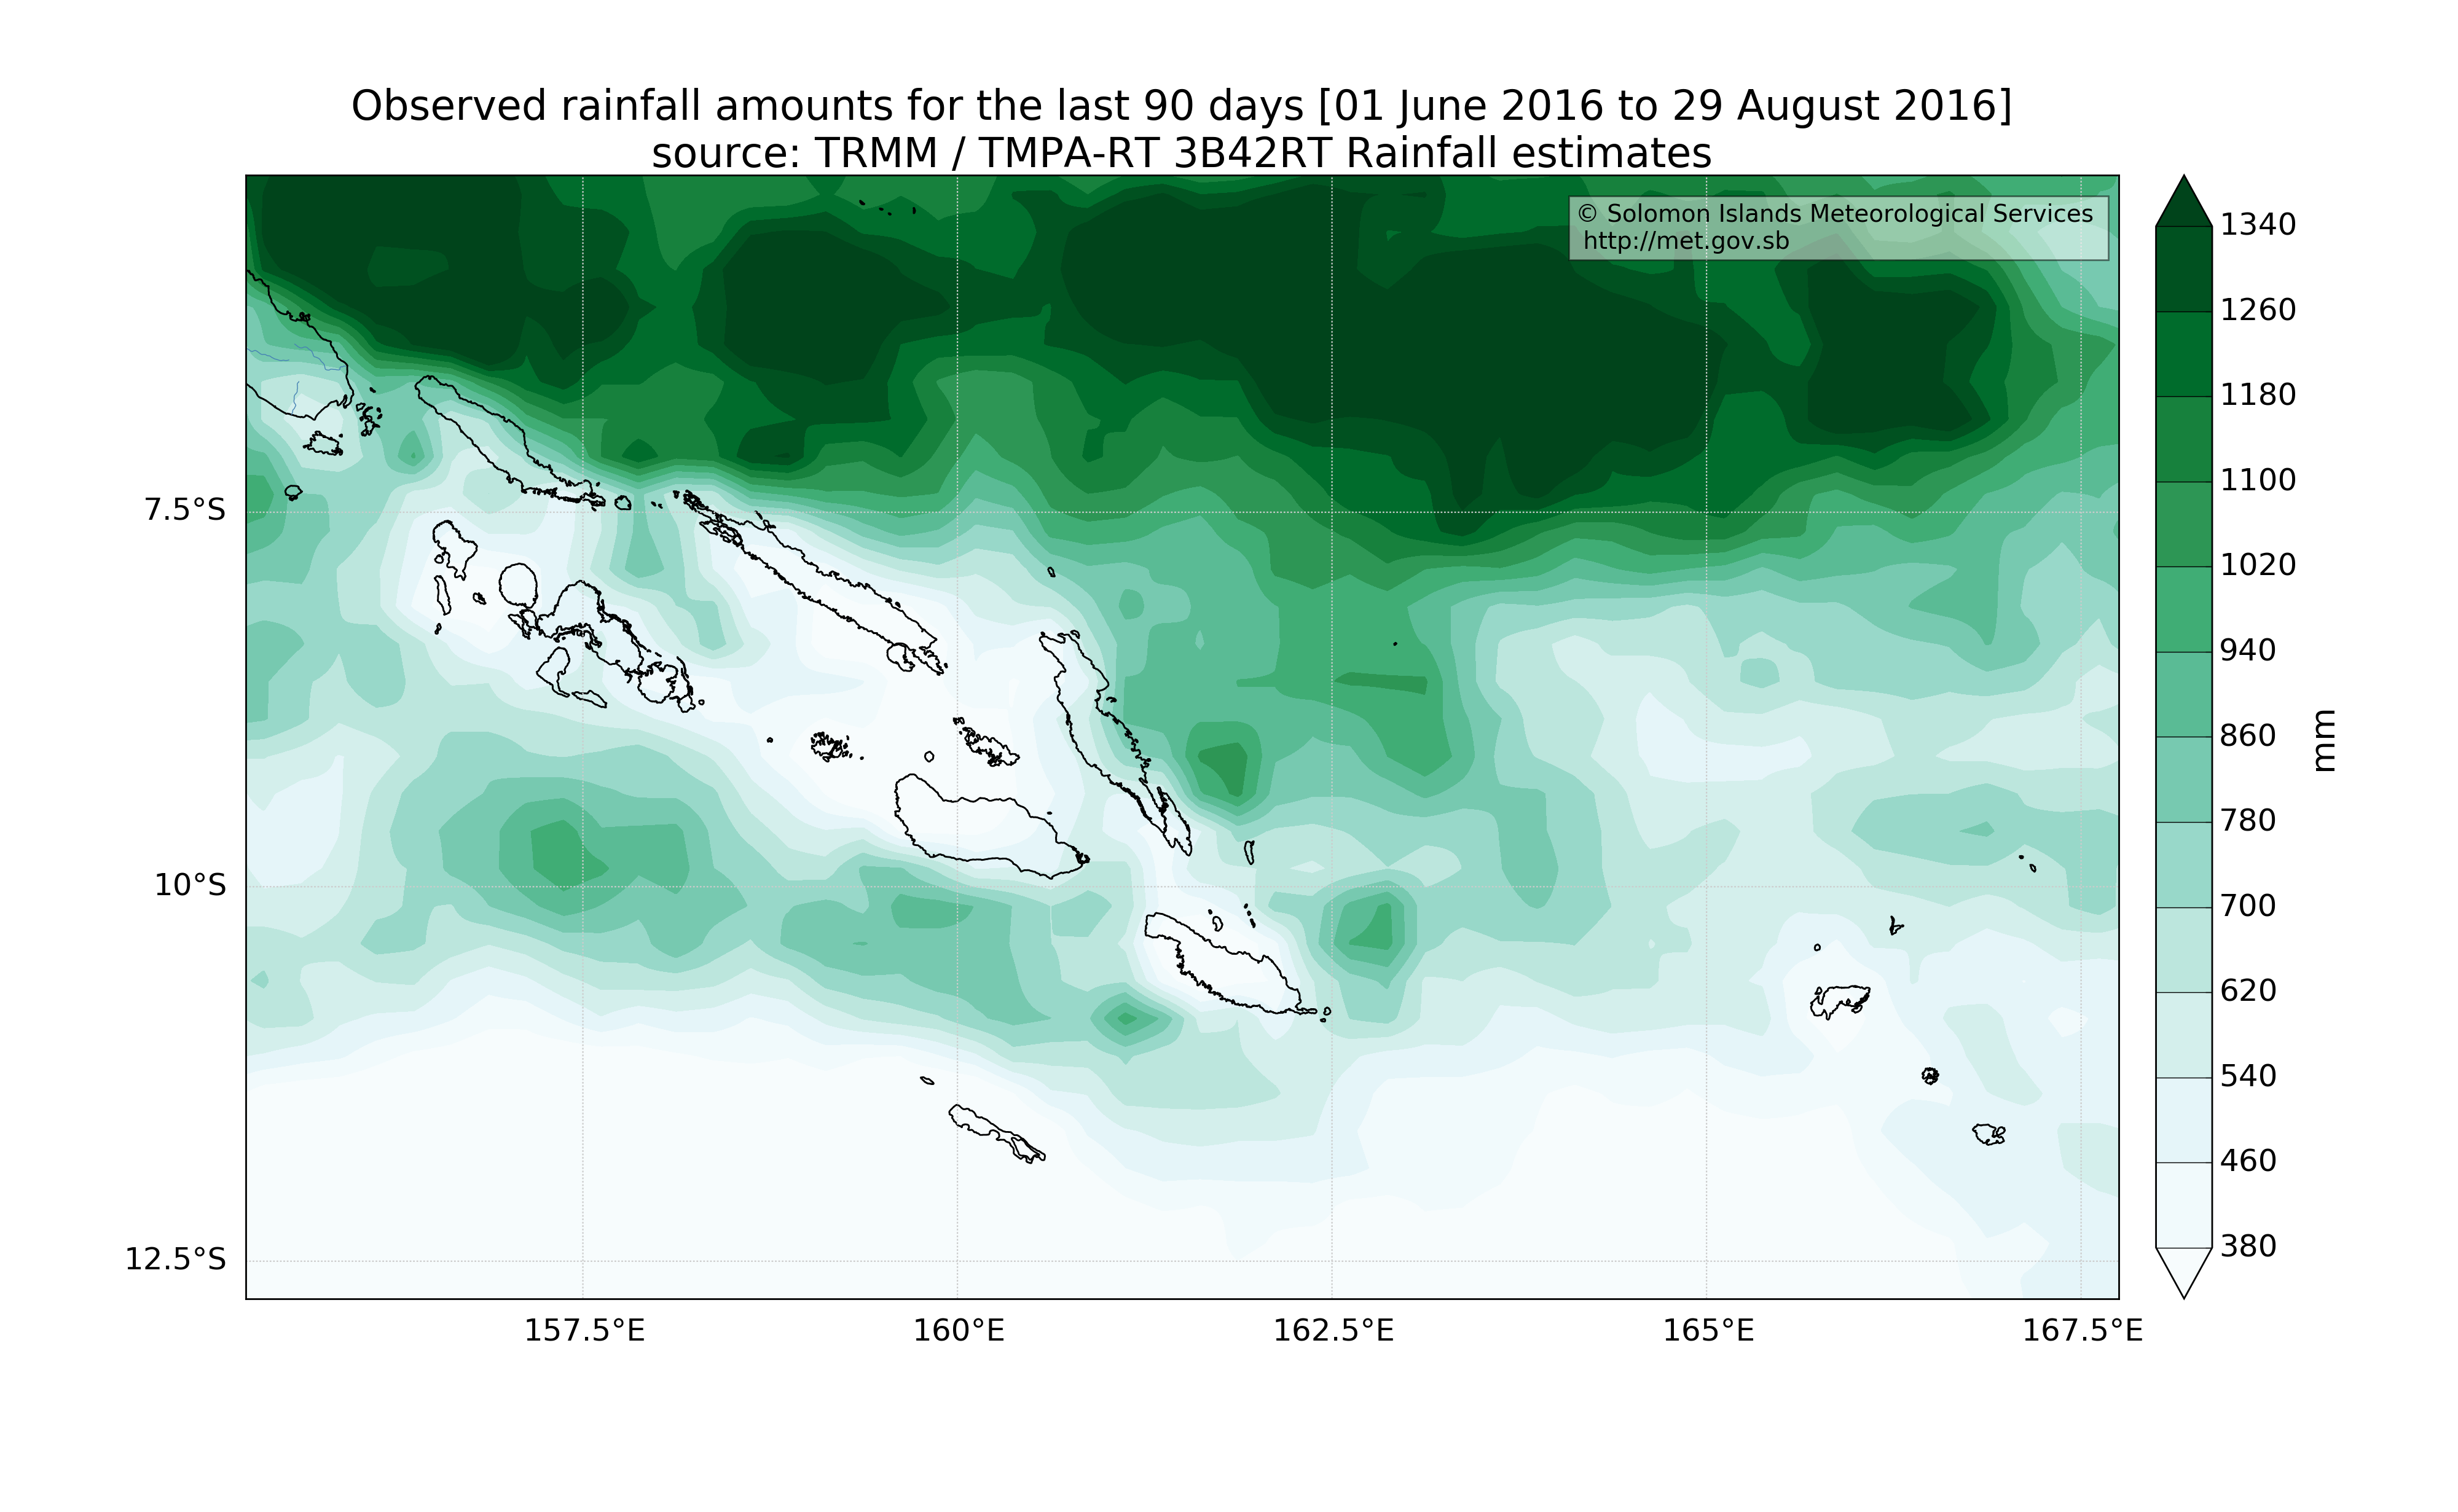 Observed rainfall amounts for the last 90 days [01 June 2016 to 29 August 2016]
source: TRMM / TMPA-RT 3B42RT Rainfall estimates
© Solomon Islands Meteorological Services
http://met.gov.sb
1340
1260
1180
1100
1020
940
860
780
700
620
540
460
380
mm
7.5°S
10°S
12.5°S
157.5°E
160°E
162.5°E
165°E
167.5°E